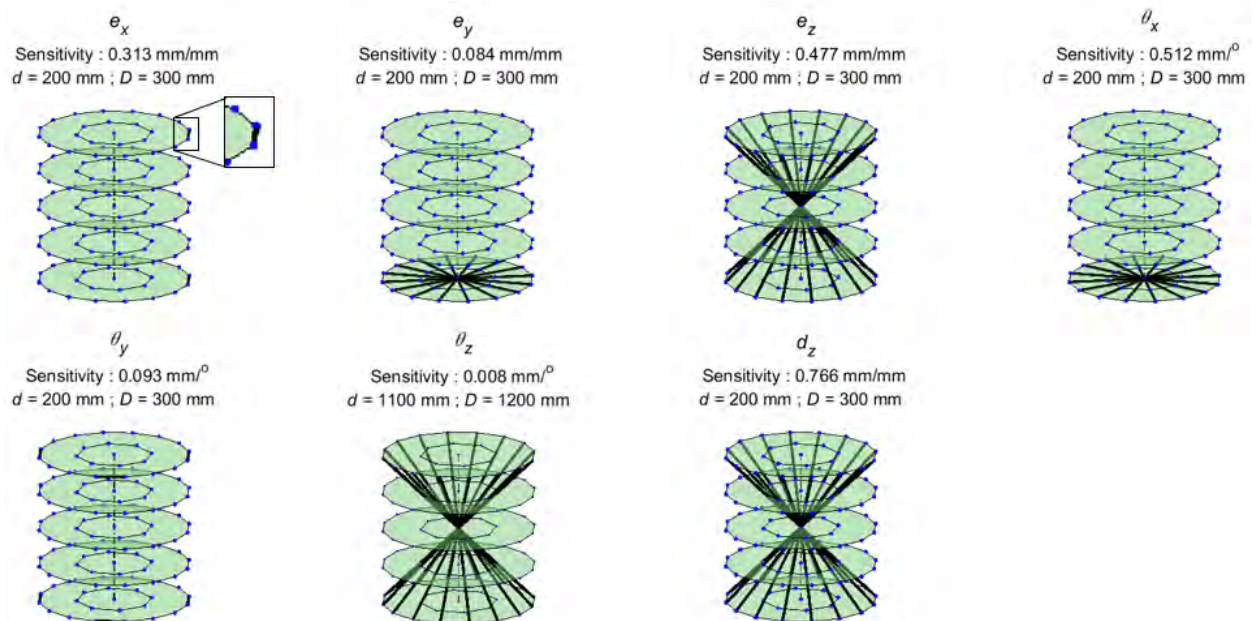 e_x
Sensitivity : 0.313 mm/mm
d = 200 mm ; D = 300 mm
e_y
Sensitivity : 0.084 mm/mm
d = 200 mm ; D = 300 mm
e_z
Sensitivity : 0.477 mm/mm
d = 200 mm ; D = 300 mm
θ_x
Sensitivity : 0.512 mm/°
d = 200 mm ; D = 300 mm
θ_y
Sensitivity : 0.093 mm/°
d = 200 mm ; D = 300 mm
θ_z
Sensitivity : 0.008 mm/°
d = 1100 mm ; D = 1200 mm
d_z
Sensitivity : 0.766 mm/mm
d = 200 mm ; D = 300 mm